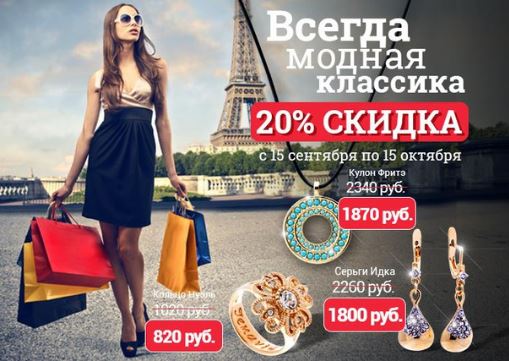 Всегда
модная
классика
20% СКИДКА
с 15 сентября по 15 октября
Кулон Фритэ
2340 руб.
1870 руб.
Серьги Идка
2260 руб.
1800 руб.
Кольцо Нуэль
1020 руб.
820 руб.